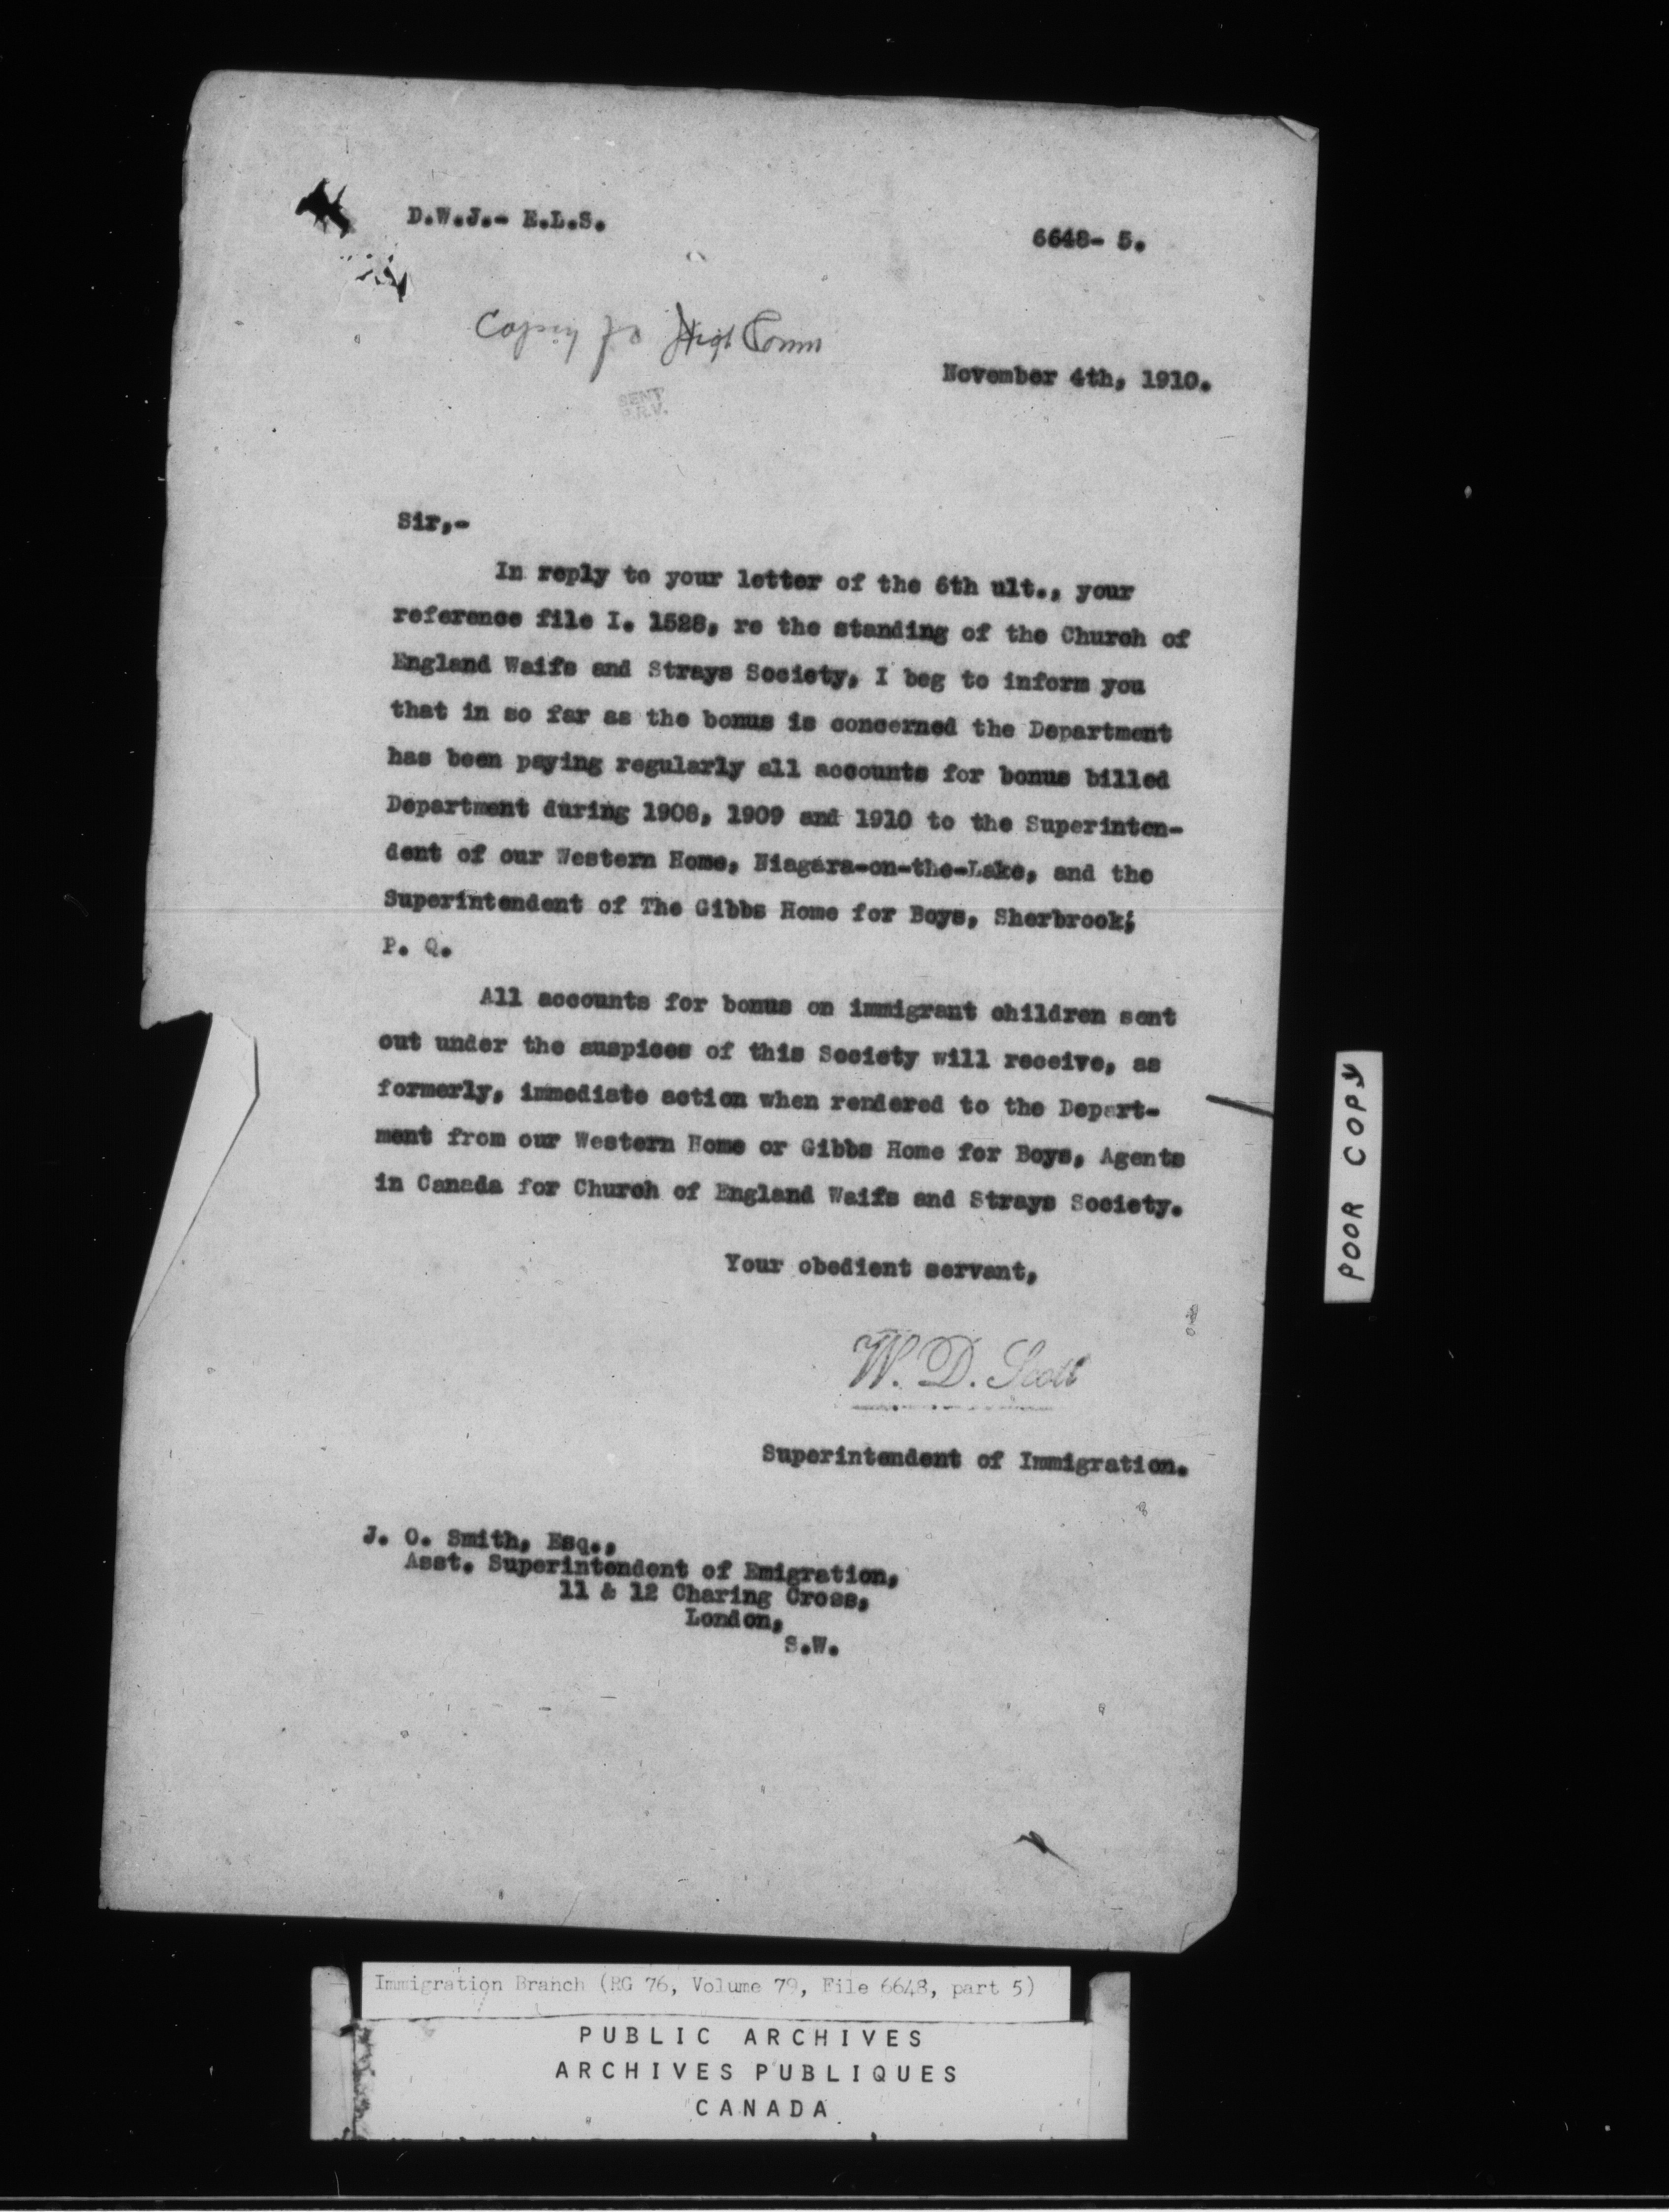 D.W.J.- E.L.S.
6648- 5.
Copy to High Comm
November 4th, 1910.
SENT
Sir,-
In reply to your letter of the 6th ult., your
reference file I. 1528, re the standing of the Church of
England Waifs and Strays Society, I beg to inform you
that in so far as the bonus is concerned the Department
has been paying regularly all accounts for bonus billed
Department during 1908, 1909 and 1910 to the Superinten-
dent of our Western Home, Niagara-on-the-Lake, and the
Superintendent of The Gibbs Home for Boys, Sherbrook;
P. Q.
All accounts for bonus on immigrant children sent
out under the auspices of this Society will receive, as
formerly, immediate action when rendered to the Depart-
ment from our Western Home or Gibbs Home for Boys, Agents
in Canada for Church of England Waifs and Strays Society.
Your obedient servant,
W. D. Scott
Superintendent of Immigration.
J. O. Smith, Esq.,
Asst. Superintendent of Emigration,
11 & 12 Charing Cross,
London,
S.W.
POOR COPY
Immigration Branch (RG 76, Volume 79, File 6648, part 5)
PUBLIC ARCHIVES
ARCHIVES PUBLIQUES
CANADA